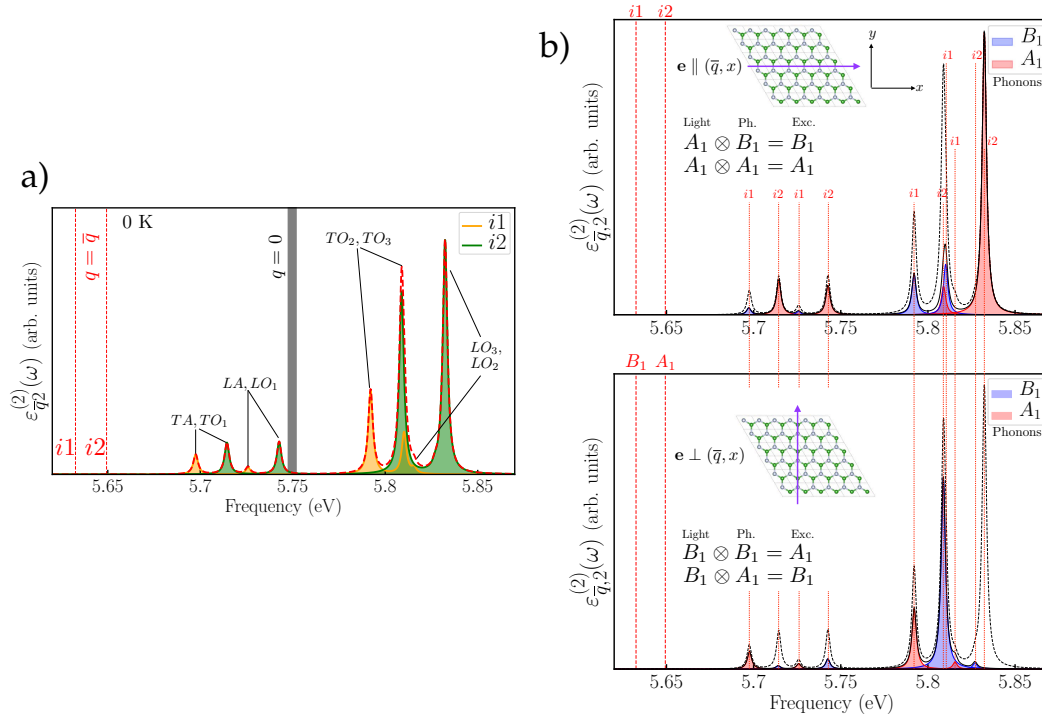 a)
0 K
i1
i2
q = q̅
q = 0
TO₂, TO₃
TA, TO₁
LA, LO₁
LO₃,
LO₂
i1 i2
ε^(2)_q̅2(ω) (arb. units)
5.65 5.7 5.75 5.8 5.85
Frequency (eV)
b)
i1 i2
B₁
A₁
Phonons
e ∥ (q̅, x)
y
x
Light Ph. Exc.
A₁ ⊗ B₁ = B₁
A₁ ⊗ A₁ = A₁
i1 i2 i1 i2 i1 i2 i1 i1 i2 i2
ε^(2)_q̅,2(ω) (arb. units)
5.65 5.7 5.75 5.8 5.85
B₁ A₁
B₁
A₁
Phonons
e ⊥ (q̅, x)
Light Ph. Exc.
B₁ ⊗ B₁ = A₁
B₁ ⊗ A₁ = B₁
ε^(2)_q̅,2(ω) (arb. units)
5.65 5.7 5.75 5.8 5.85
Frequency (eV)